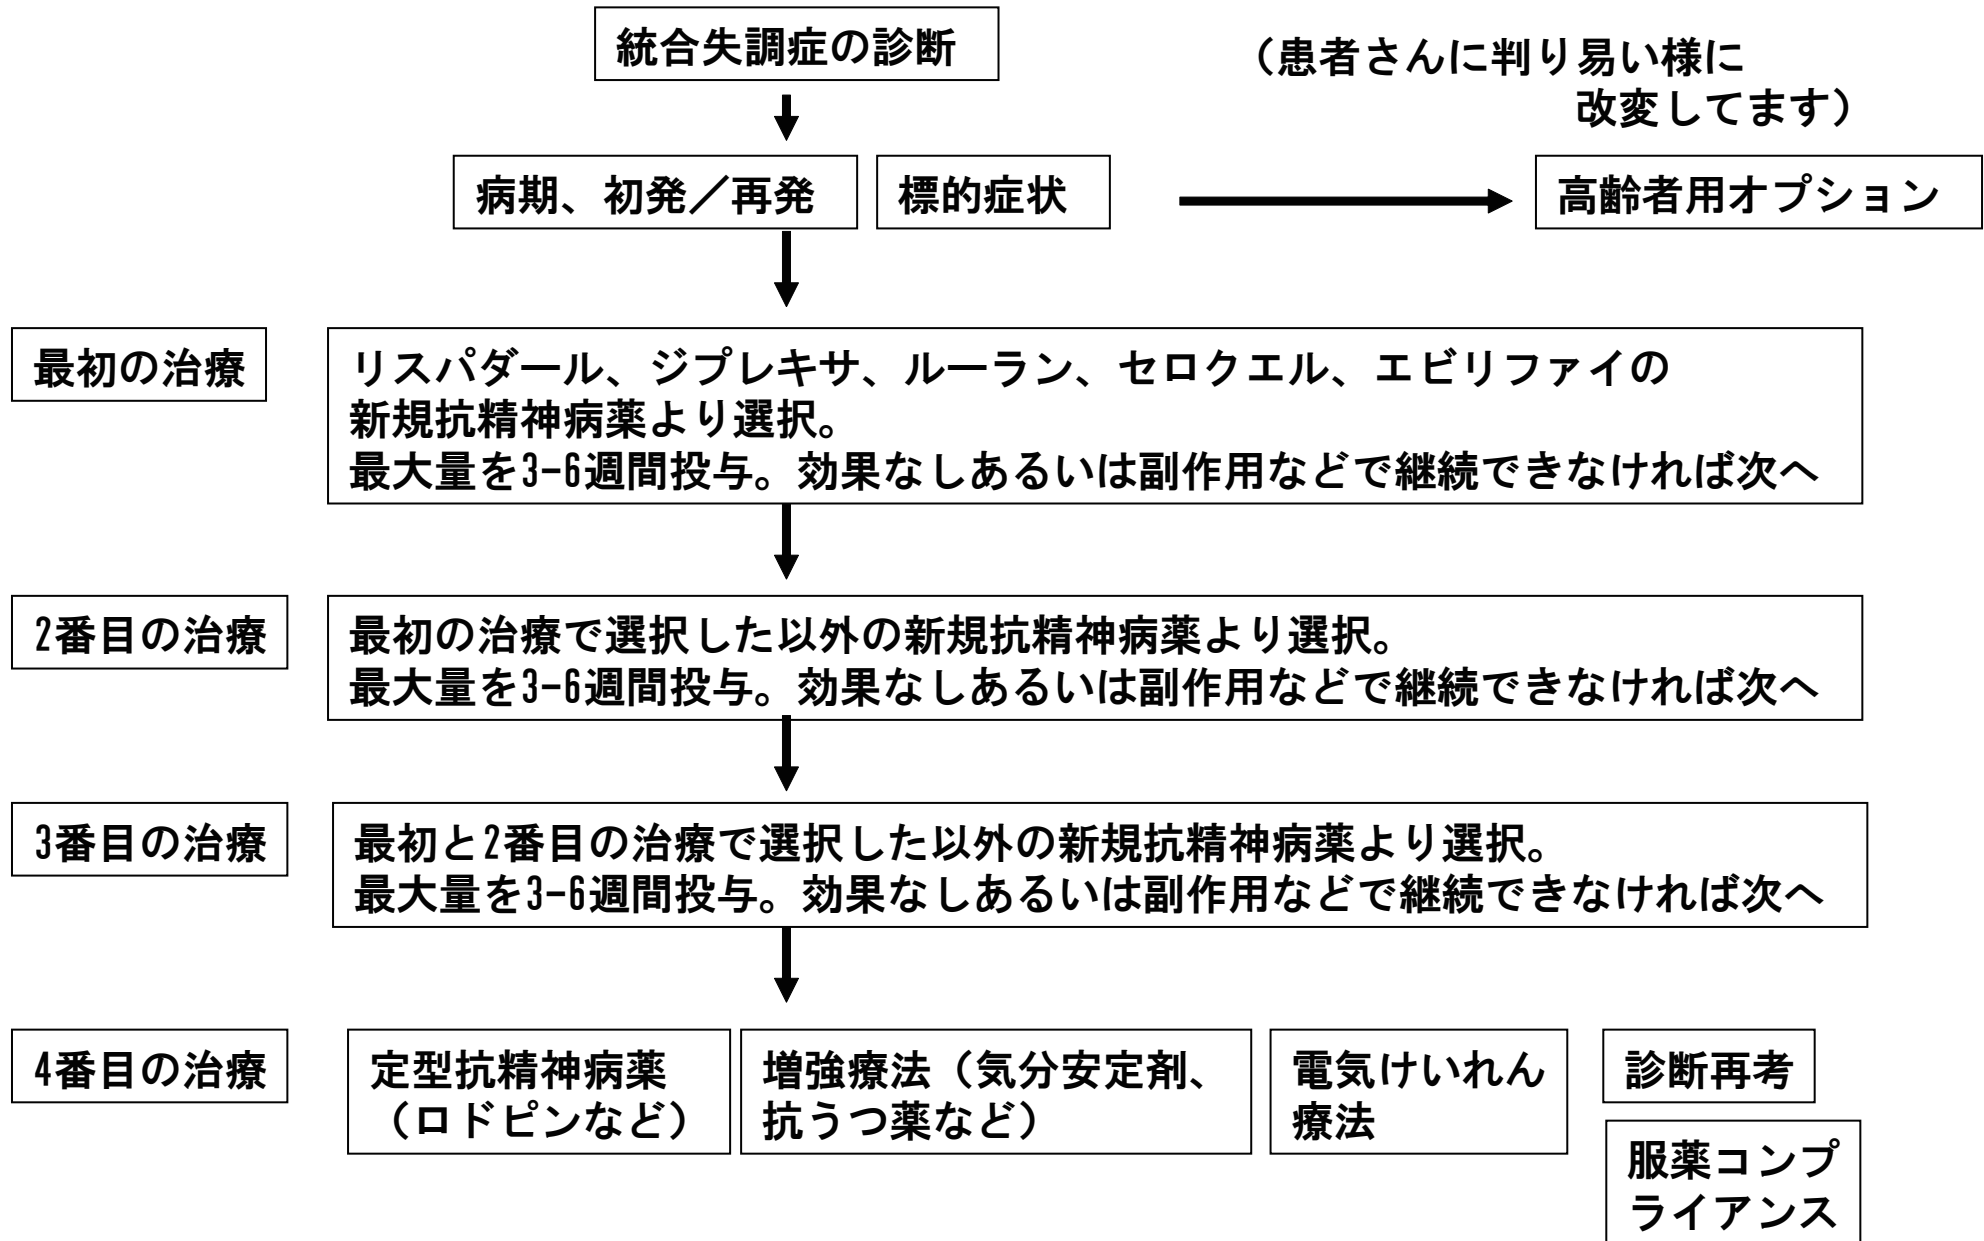 統合失調症の診断
（患者さんに判り易い様に
改変してます）
病期、初発／再発
標的症状
高齢者用オプション
最初の治療
リスパダール、ジプレキサ、ルーラン、セロクエル、エビリファイの
新規抗精神病薬より選択。
最大量を3-6週間投与。効果なしあるいは副作用などで継続できなければ次へ
2番目の治療
最初の治療で選択した以外の新規抗精神病薬より選択。
最大量を3-6週間投与。効果なしあるいは副作用などで継続できなければ次へ
3番目の治療
最初と2番目の治療で選択した以外の新規抗精神病薬より選択。
最大量を3-6週間投与。効果なしあるいは副作用などで継続できなければ次へ
4番目の治療
定型抗精神病薬
（ロドピンなど）
増強療法（気分安定剤、
抗うつ薬など）
電気けいれん
療法
診断再考
服薬コンプ
ライアンス